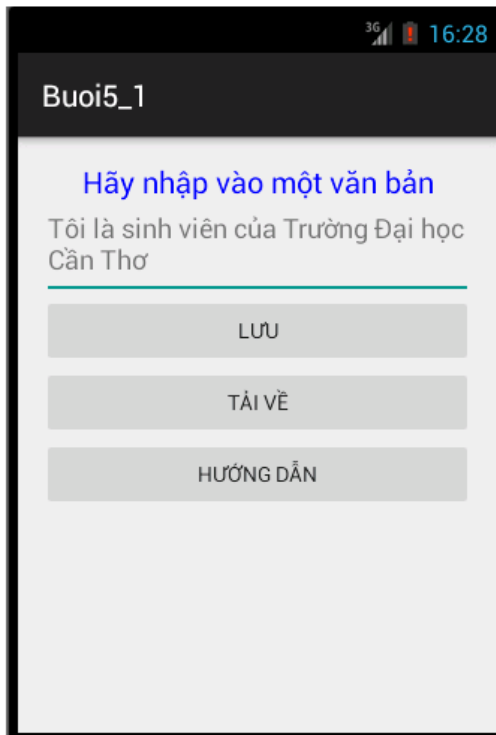 3G 16:28
Buoi5_1
Hãy nhập vào một văn bản
Tôi là sinh viên của Trường Đại học
Cần Thơ
LƯU
TẢI VỀ
HƯỚNG DẪN